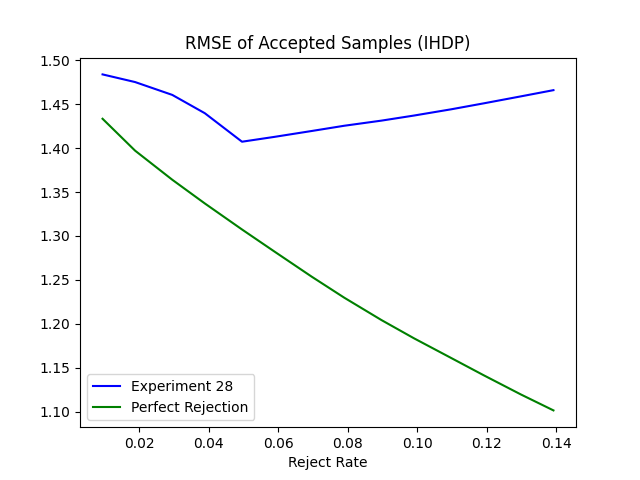 RMSE of Accepted Samples (IHDP)
1.50
1.45
1.40
1.35
1.30
1.25
1.20
1.15
1.10
Experiment 28
Perfect Rejection
0.02 0.04 0.06 0.08 0.10 0.12 0.14
Reject Rate